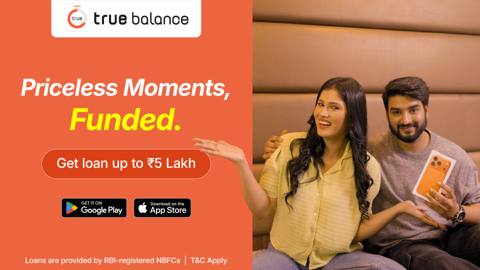 true
true balance
Priceless Moments,
Funded.
Get loan up to ₹5 Lakh
GET IT ON
Google Play
Download on the
App Store
Loans are provided by RBI-registered NBFCs | T&C Apply